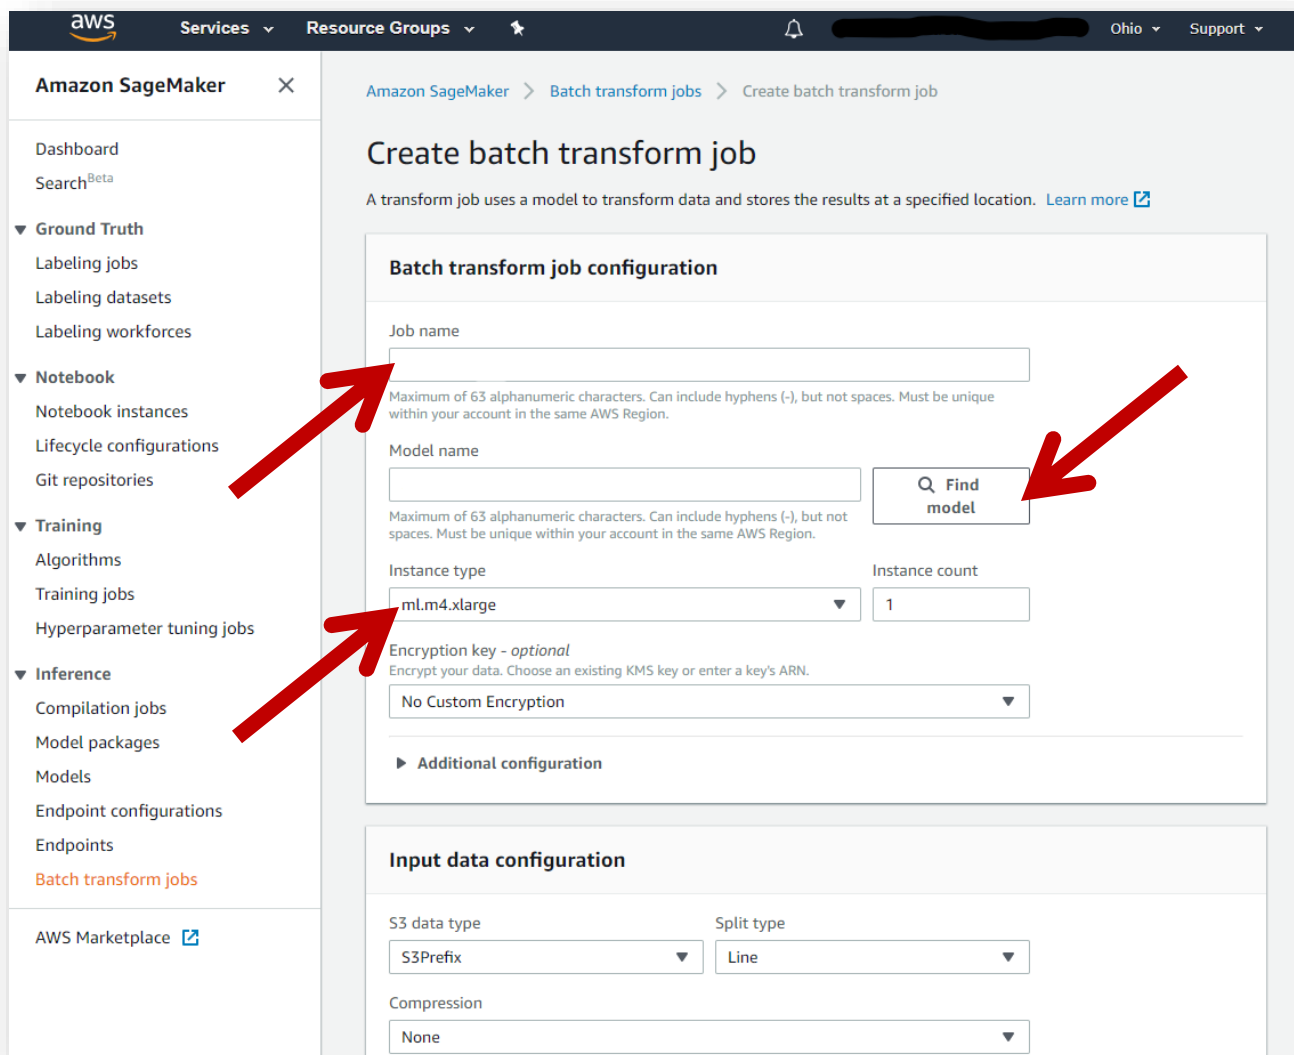 aws
Services
Resource Groups
Ohio
Support
Amazon SageMaker
Dashboard
Search Beta
Ground Truth
Labeling jobs
Labeling datasets
Labeling workforces
Notebook
Notebook instances
Lifecycle configurations
Git repositories
Training
Algorithms
Training jobs
Hyperparameter tuning jobs
Inference
Compilation jobs
Model packages
Models
Endpoint configurations
Endpoints
Batch transform jobs
AWS Marketplace
Amazon SageMaker > Batch transform jobs > Create batch transform job
Create batch transform job
A transform job uses a model to transform data and stores the results at a specified location. Learn more
Batch transform job configuration
Job name
Maximum of 63 alphanumeric characters. Can include hyphens (-), but not spaces. Must be unique
within your account in the same AWS Region.
Model name
Find
model
Maximum of 63 alphanumeric characters. Can include hyphens (-), but not
spaces. Must be unique within your account in the same AWS Region.
Instance type
Instance count
ml.m4.xlarge
1
Encryption key - optional
Encrypt your data. Choose an existing KMS key or enter a key's ARN.
No Custom Encryption
Additional configuration
Input data configuration
S3 data type
Split type
S3Prefix
Line
Compression
None